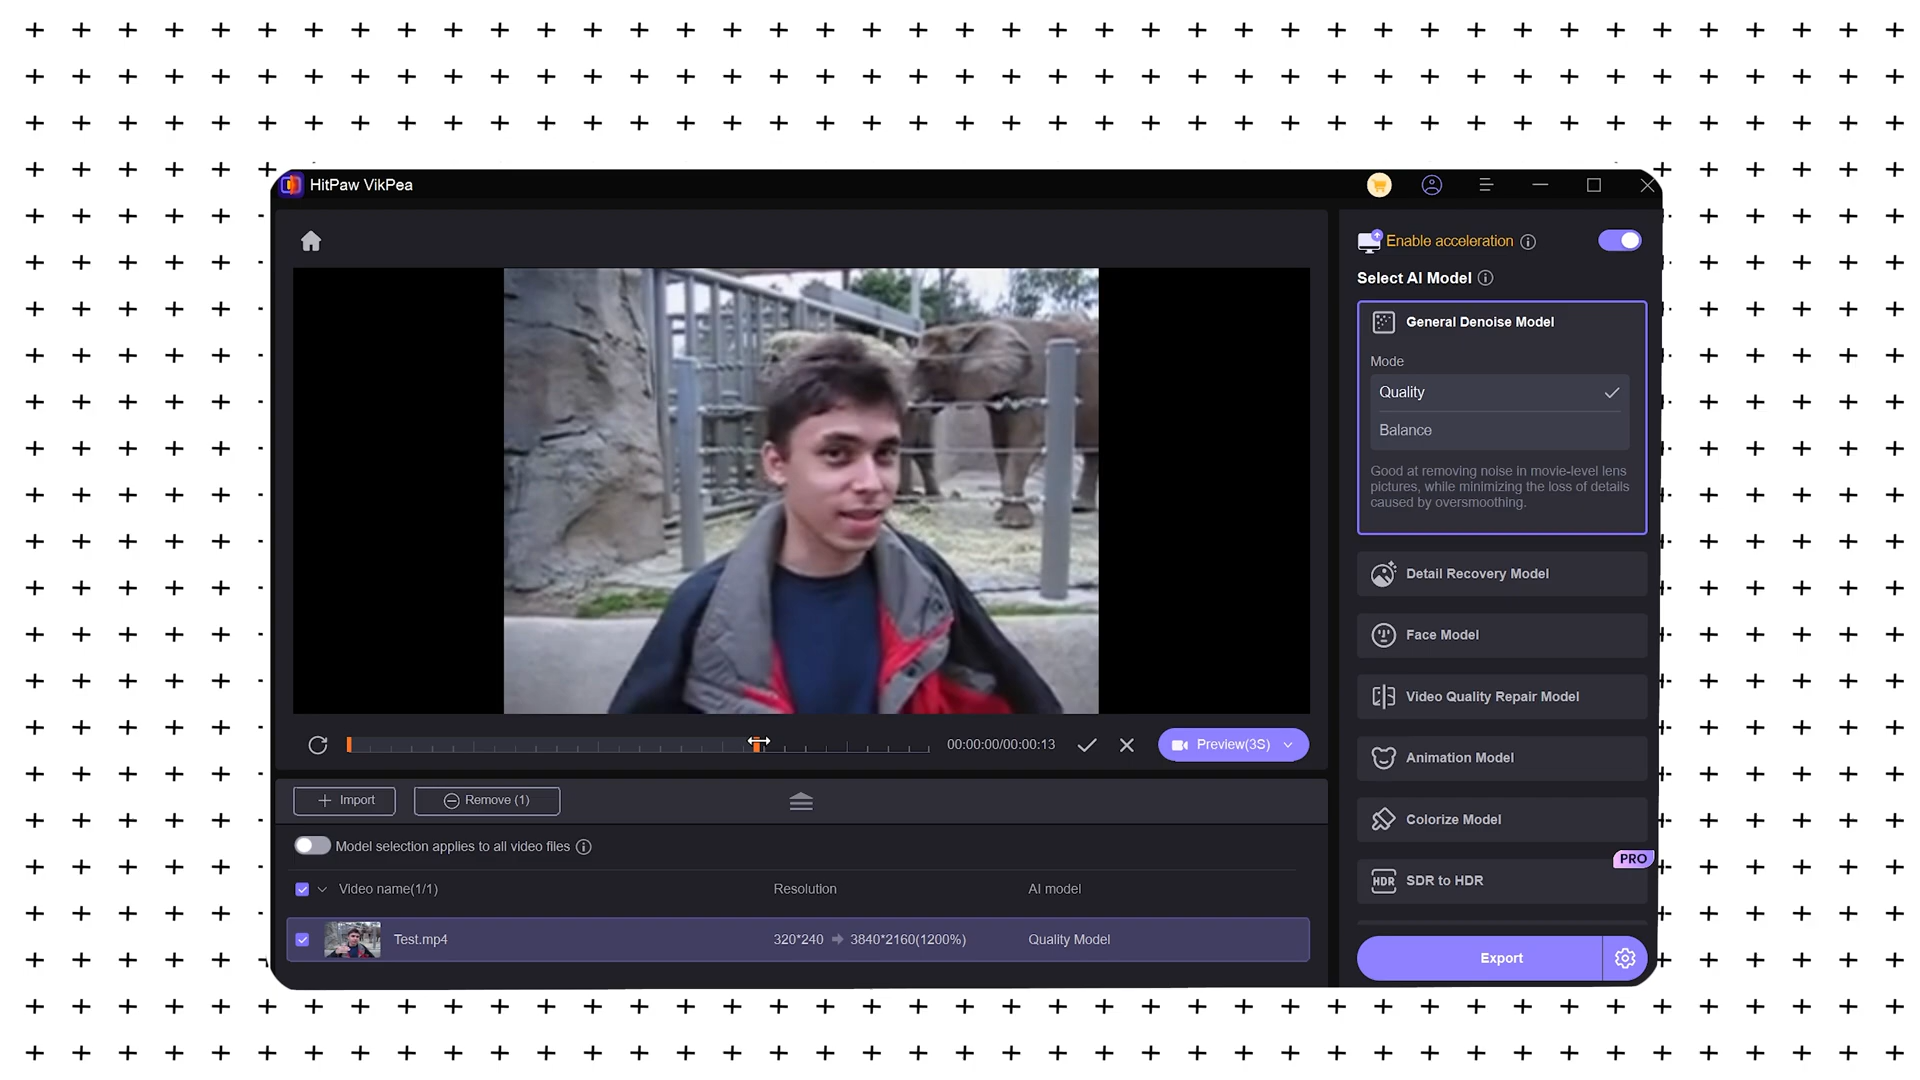 HitPaw VikPea
Enable acceleration
Select AI Model
General Denoise Model
Mode
Quality
Balance
Good at removing noise in movie-level lens
pictures, while minimizing the loss of details
caused by oversmoothing.
Detail Recovery Model
Face Model
Video Quality Repair Model
Animation Model
Colorize Model
PRO
HDR SDR to HDR
Export
00:00:00/00:00:13
Preview(3S)
Import
Remove (1)
Model selection applies to all video files
Video name(1/1) Resolution AI model
Test.mp4 320*240 3840*2160(1200%) Quality Model